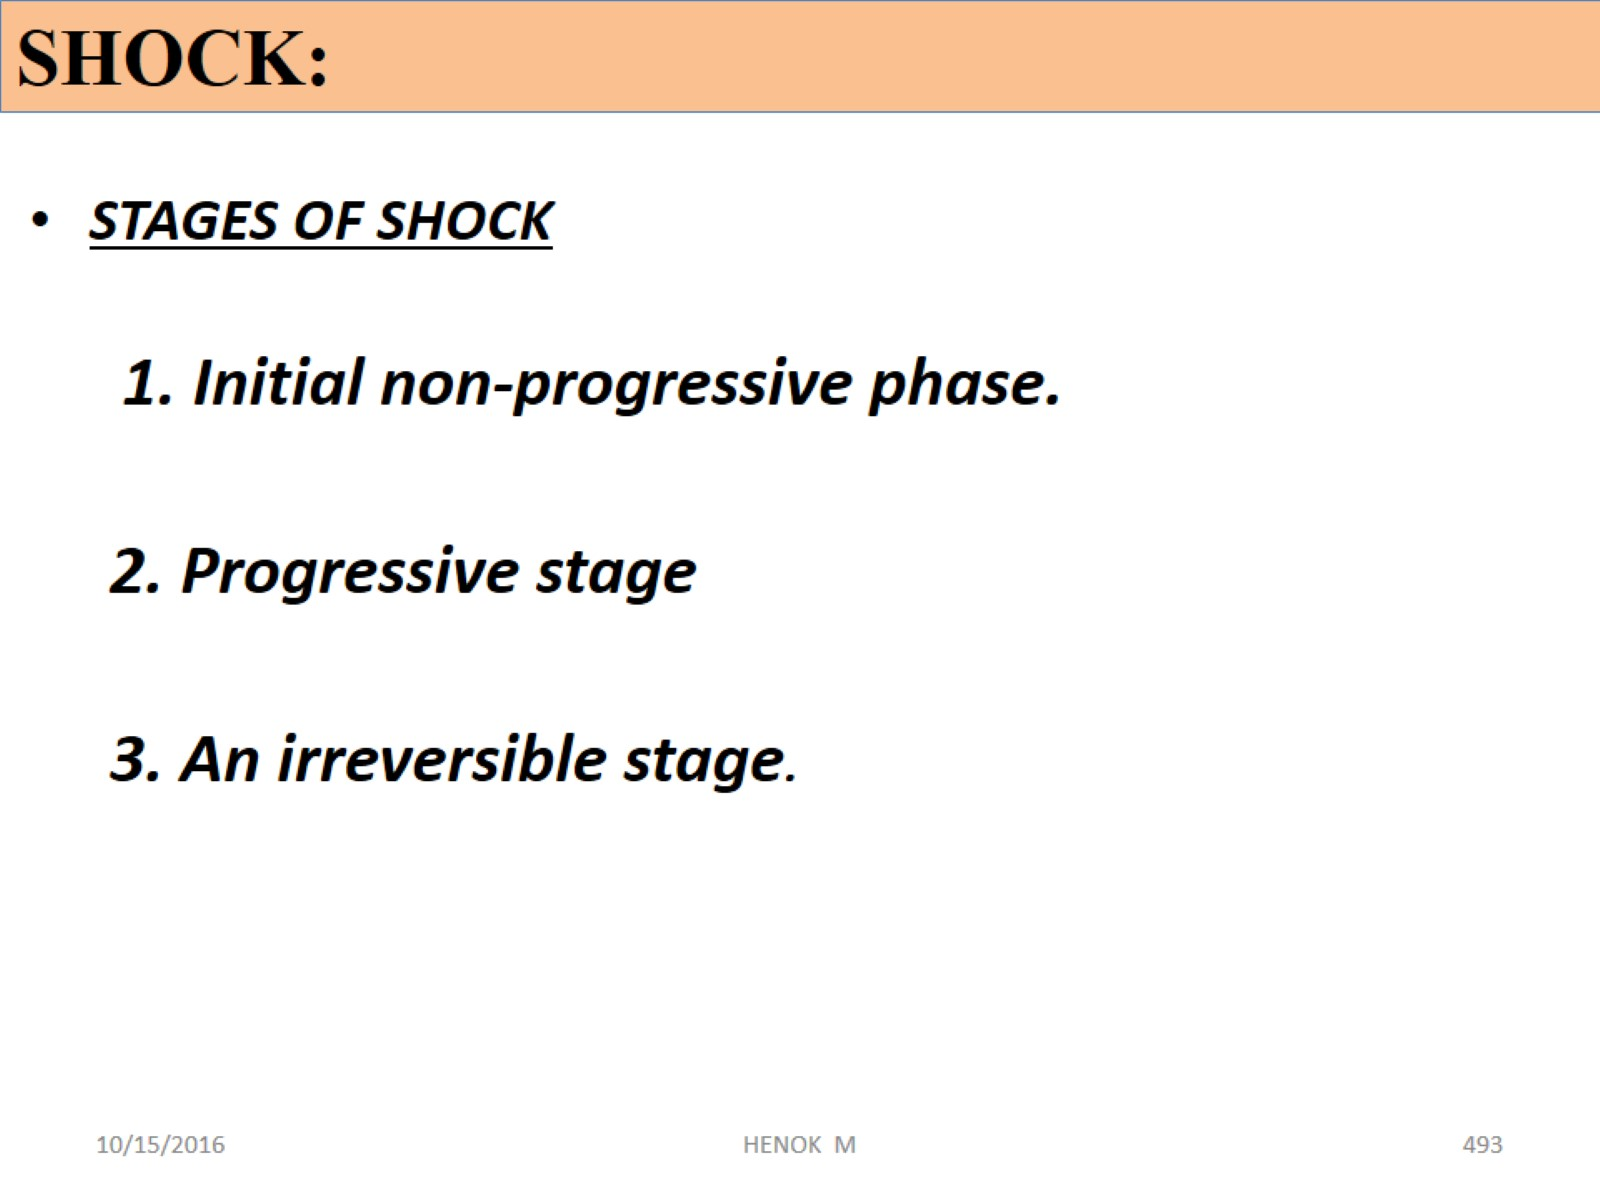 SHOCK:
• STAGES OF SHOCK
1. Initial non-progressive phase.
2. Progressive stage
3. An irreversible stage.
10/15/2016 HENOK M 493